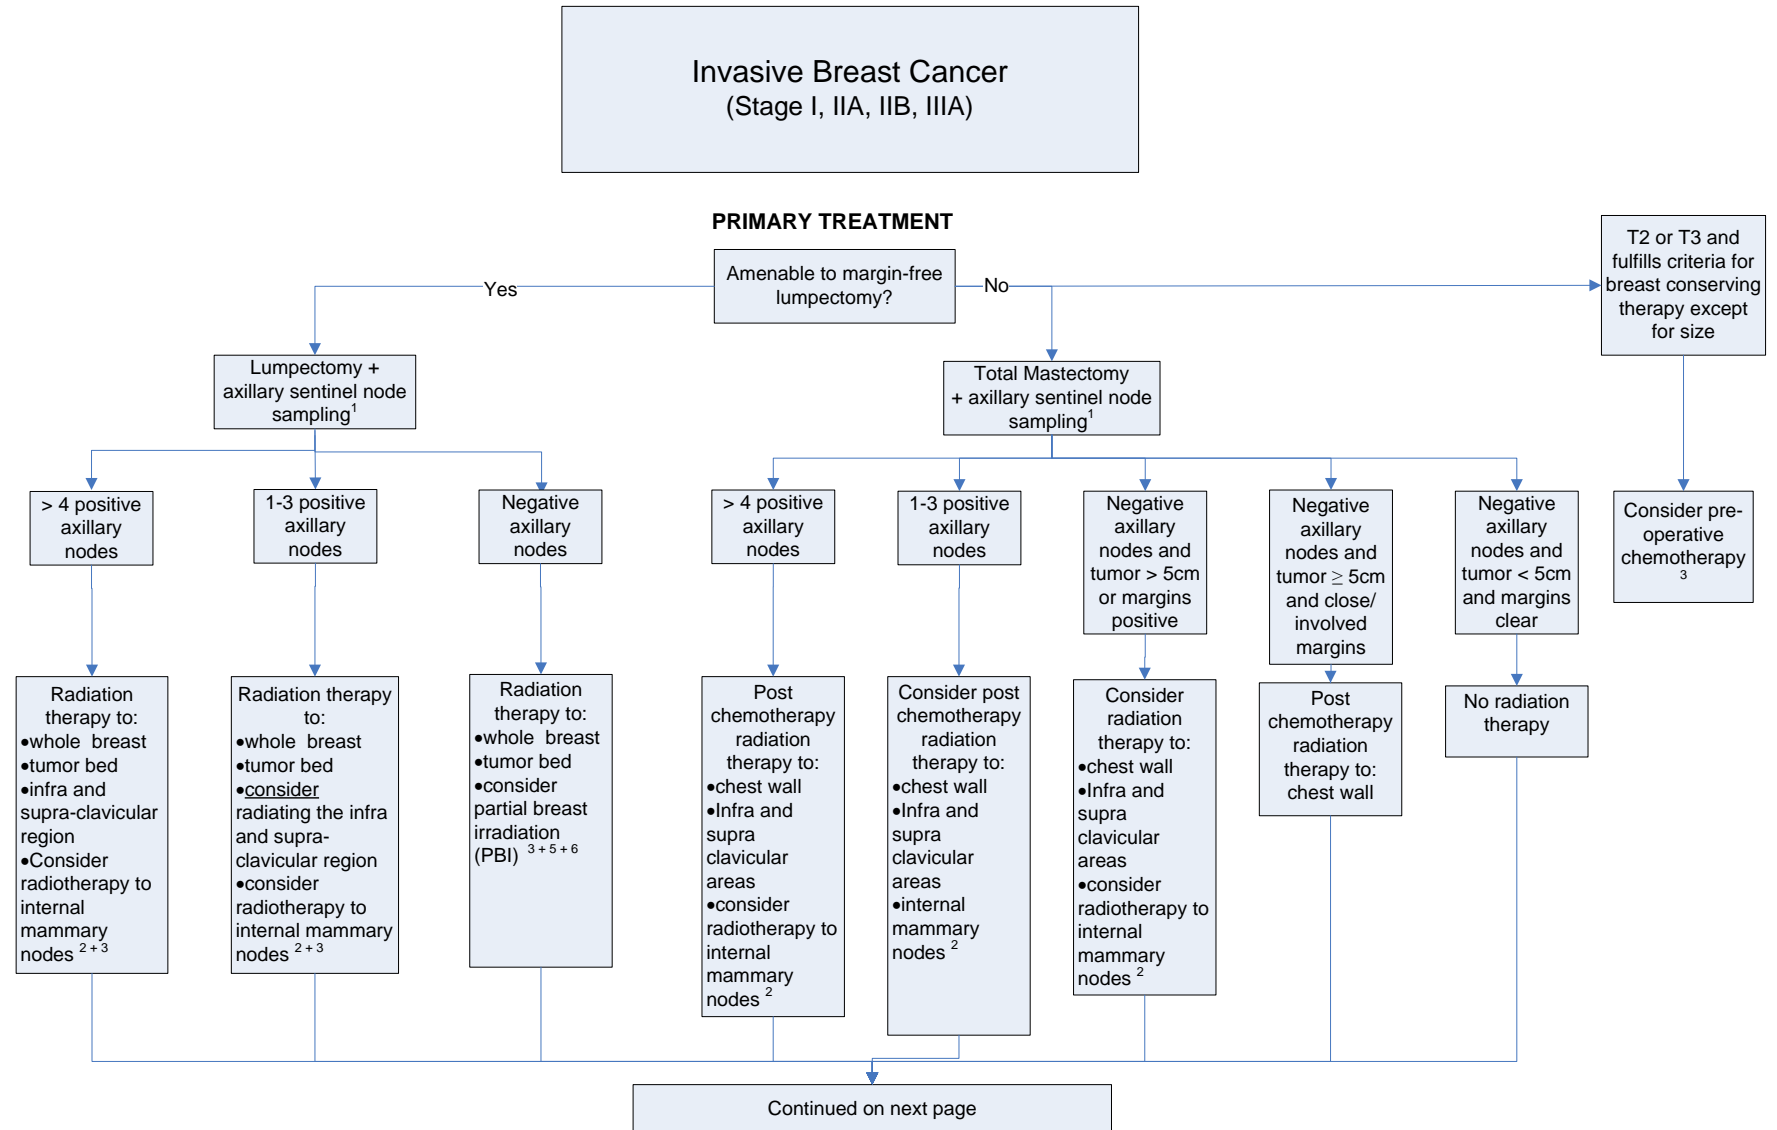 Invasive Breast Cancer
(Stage I, IIA, IIB, IIIA)
PRIMARY TREATMENT
Amenable to margin-free
lumpectomy?
Yes
No
T2 or T3 and
fulfills criteria for
breast conserving
therapy except
for size
Lumpectomy +
axillary sentinel node
sampling1
Total Mastectomy
+ axillary sentinel node
sampling1
> 4 positive
axillary
nodes
1-3 positive
axillary
nodes
Negative
axillary
nodes
> 4 positive
axillary
nodes
1-3 positive
axillary
nodes
Negative
axillary
nodes and
tumor > 5cm
or margins
positive
Negative
axillary
nodes and
tumor ≥ 5cm
and close/
involved
margins
Negative
axillary
nodes and
tumor < 5cm
and margins
clear
Consider pre-
operative
chemotherapy
3
Radiation
therapy to:
•whole breast
•tumor bed
•infra and
supra-clavicular
region
•Consider
radiotherapy to
internal
mammary
nodes 2 + 3
Radiation therapy
to:
•whole breast
•tumor bed
•consider
radiating the infra
and supra-
clavicular region
•consider
radiotherapy to
internal mammary
nodes 2 + 3
Radiation
therapy to:
•whole breast
•tumor bed
•consider
partial breast
irradiation
(PBI) 3 + 5 + 6
Post
chemotherapy
radiation
therapy to:
•chest wall
•Infra and
supra
clavicular
areas
•consider
radiotherapy to
internal
mammary
nodes 2
Consider post
chemotherapy
radiation
therapy to:
•chest wall
•Infra and
supra
clavicular
areas
•internal
mammary
nodes 2
Consider
radiation
therapy to:
•chest wall
•Infra and
supra
clavicular
areas
•consider
radiotherapy to
internal
mammary
nodes 2
Post
chemotherapy
radiation
therapy to:
chest wall
No radiation
therapy
Continued on next page